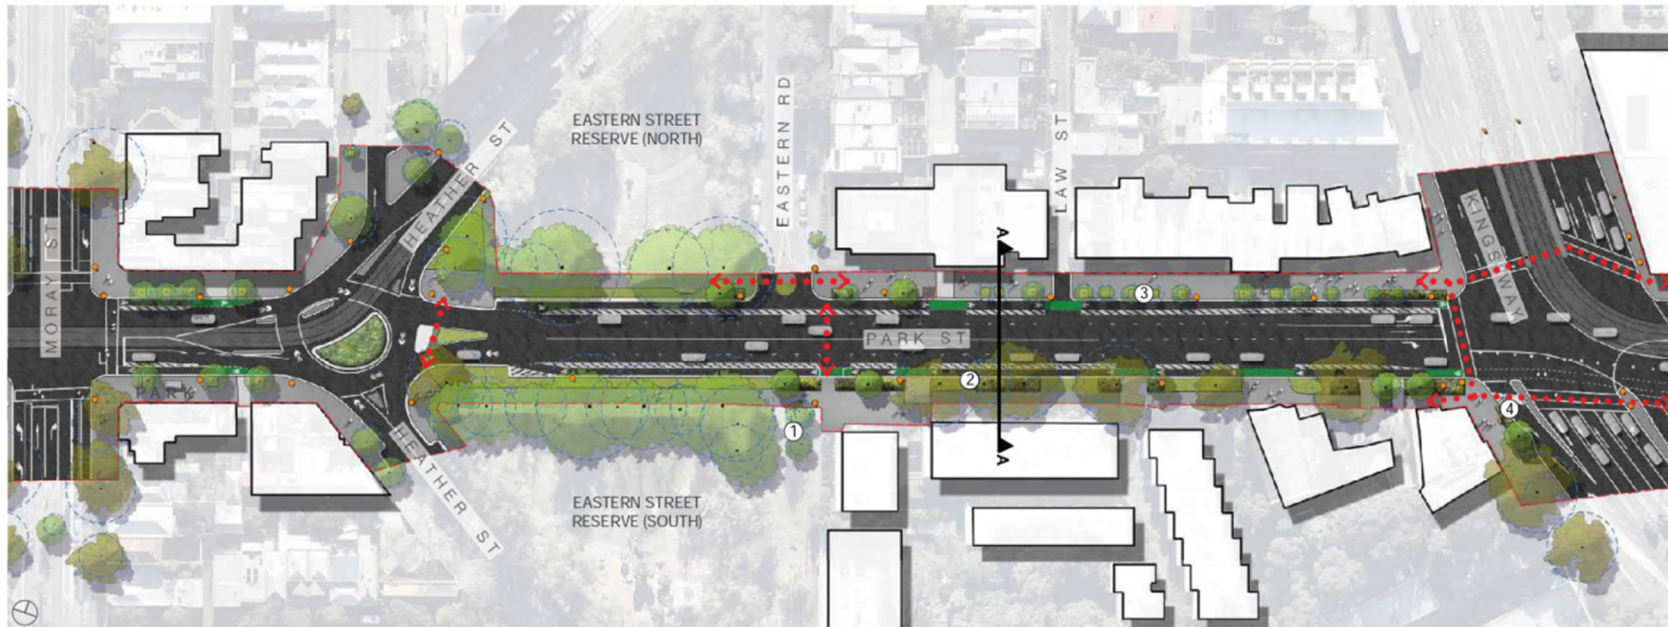 EASTERN STREET
RESERVE (NORTH)
HEATHER ST
EASTERN RD
LAW ST
KINGSWAY
MORAY ST
A
3
PARK ST
2
PARK
1
4
A
HEATHER ST
EASTERN STREET
RESERVE (SOUTH)